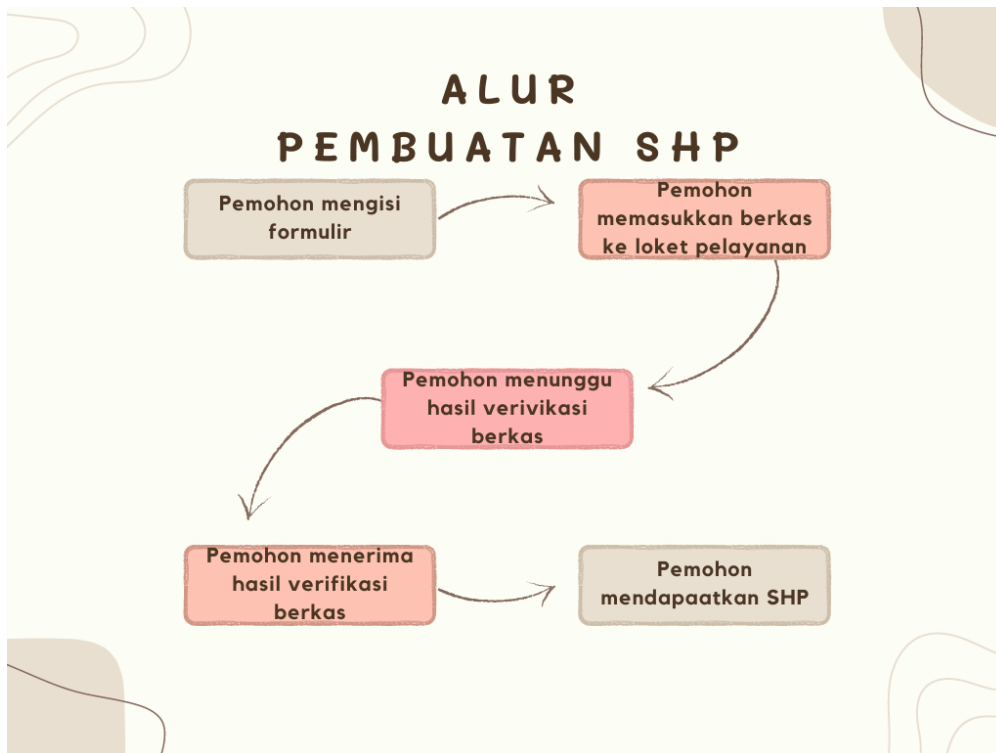 ALUR
PEMBUATAN SHP
Pemohon mengisi
formulir
Pemohon
memasukkan berkas
ke loket pelayanan
Pemohon menunggu
hasil verivikasi
berkas
Pemohon menerima
hasil verifikasi
berkas
Pemohon
mendapaatkan SHP